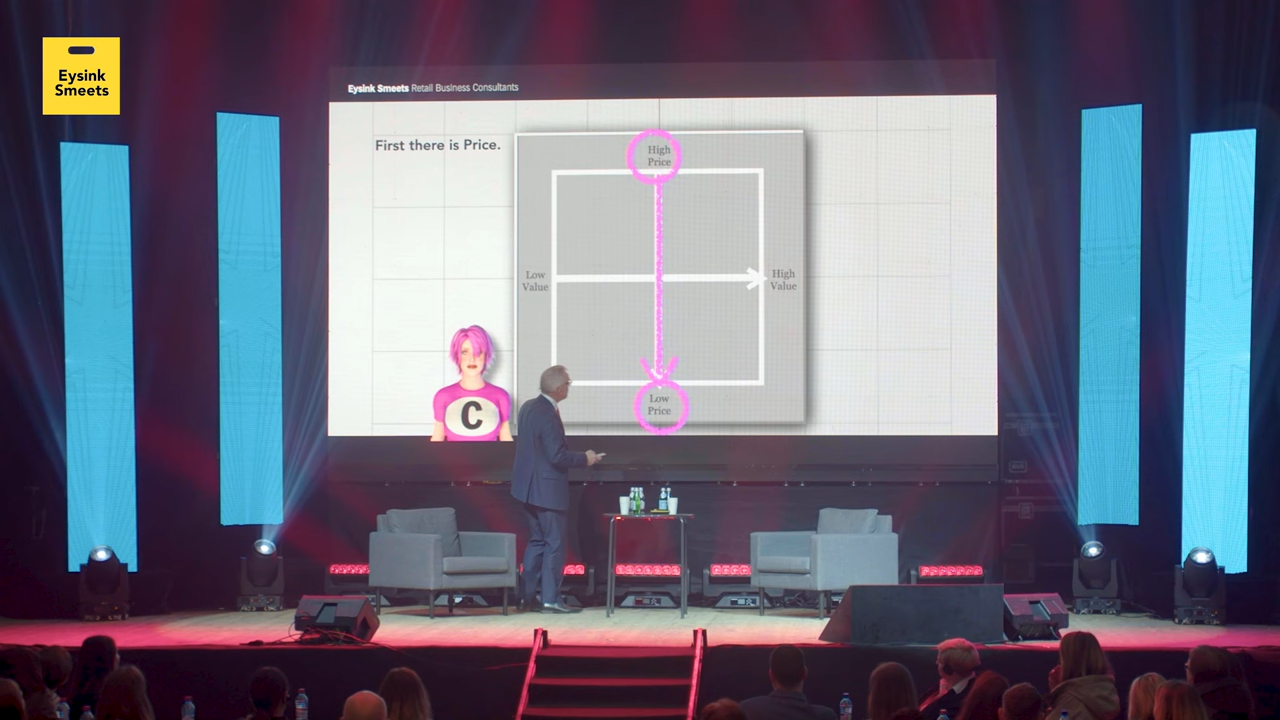 Eysink
Smeets
Eysink Smeets Retail Business Consultants
First there is Price.
High
Price
Low
Value
High
Value
Low
Price
C